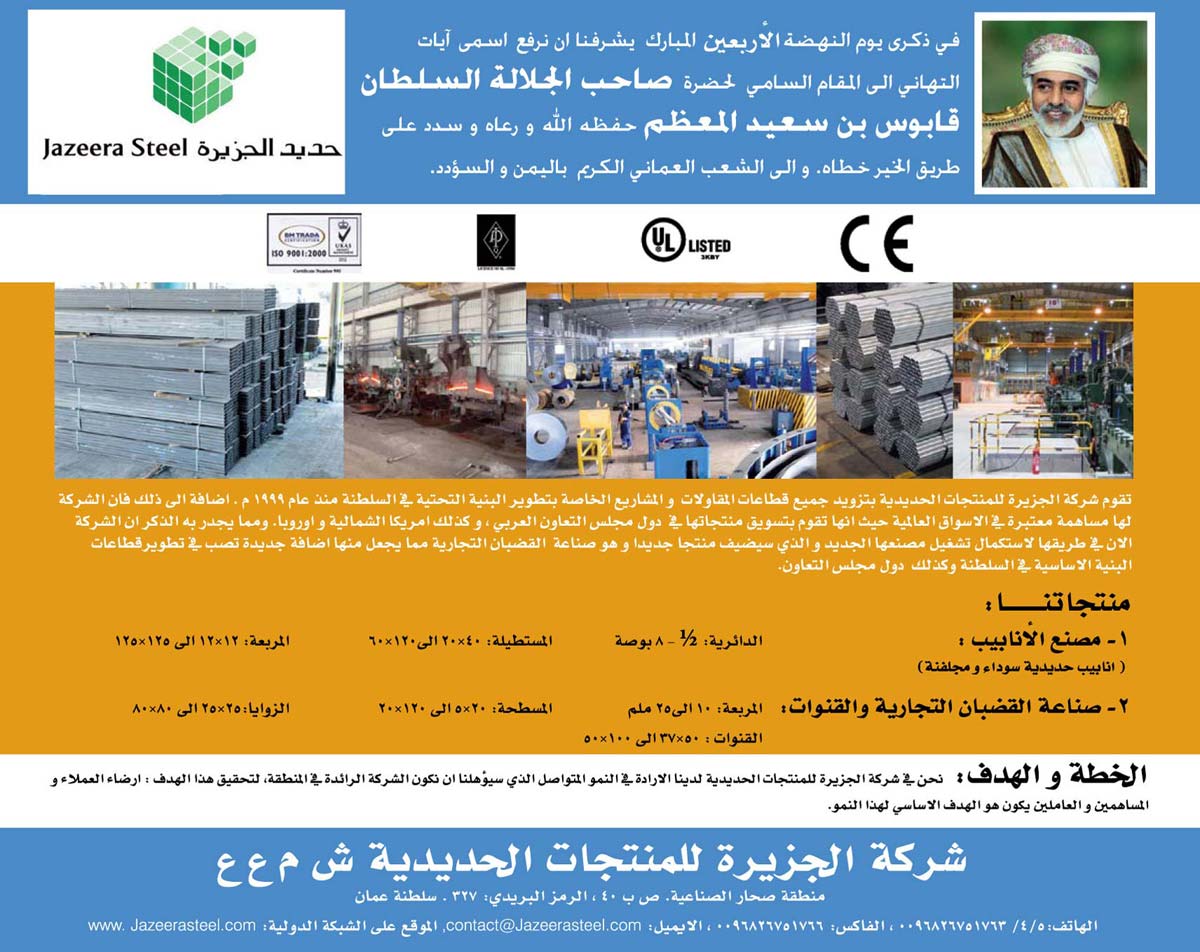 Jazeera Steel حديد الجزيرة
في ذكرى يوم النهضة الأربعين المبارك يشرفنا ان نرفع اسمى آيات
التهاني الى المقام السامي لحضرة صاحب الجلالة السلطان
قابوس بن سعيد المعظم حفظه الله و رعاه و سدد على
طريق الخير خطاه. و الى الشعب العماني الكريم باليمن و السؤدد.
BM TRADA
CERTIFICATION
UKAS
ISO 9001:2000
Certificate Number 995
UL LISTED
3KBY
CE
تقوم شركة الجزيرة للمنتجات الحديدية بتزويد جميع قطاعات المقاولات و المشاريع الخاصة بتطوير البنية التحتية في السلطنة منذ عام ١٩٩٩ م . اضافة الى ذلك فان الشركة
لها مساهمة معتبرة في الاسواق العالمية حيث انها تقوم بتسويق منتجاتها في دول مجلس التعاون العربي ، و كذلك امريكا الشمالية و اوروبا. ومما يجدر به الذكر ان الشركة
الان في طريقها لاستكمال تشغيل مصنعها الجديد و الذي سيضيف منتجا جديدا و هو صناعة القضبان التجارية مما يجعل منها اضافة جديدة تصب في تطوير قطاعات
البنية الاساسية في السلطنة وكذلك دول مجلس التعاون.
منتجاتنـــا :
١- مصنع الأنابيب : الدائرية: ½ - ٨ بوصة المستطيلة: ٤٠×٢٠ الى ١٢٠×٦٠ المربعة: ١٢×١٢ الى ١٢٥×١٢٥
( انابيب حديدية سوداء و مجلفنة )
٢- صناعة القضبان التجارية والقنوات: المربعة: ١٠ الى ٢٥ ملم المسطحة: ٢٠×٥ الى ١٢٠×٢٠ الزوايا: ٢٥×٢٥ الى ٨٠×٨٠
القنوات : ٥٠×٣٧ الى ١٠٠×٥٠
الخطة و الهدف: نحن في شركة الجزيرة للمنتجات الحديدية لدينا الارادة في النمو المتواصل الذي سيؤهلنا ان نكون الشركة الرائدة في المنطقة، لتحقيق هذا الهدف : ارضاء العملاء و
المساهمين و العاملين يكون هو الهدف الاساسي لهذا النمو.
شركة الجزيرة للمنتجات الحديدية ش م ع ع
منطقة صحار الصناعية. ص ب ٤٠ ، الرمز البريدي: ٣٢٧ . سلطنة عمان
الهاتف: ٠٠٩٦٨٢٦٧٥١٧٦٣ /٤/٥ ، الفاكس: ٠٠٩٦٨٢٦٧٥١٧٦٦ ، الايميل: contact@Jazeerasteel.com, الموقع على الشبكة الدولية: www. Jazeerasteel.com